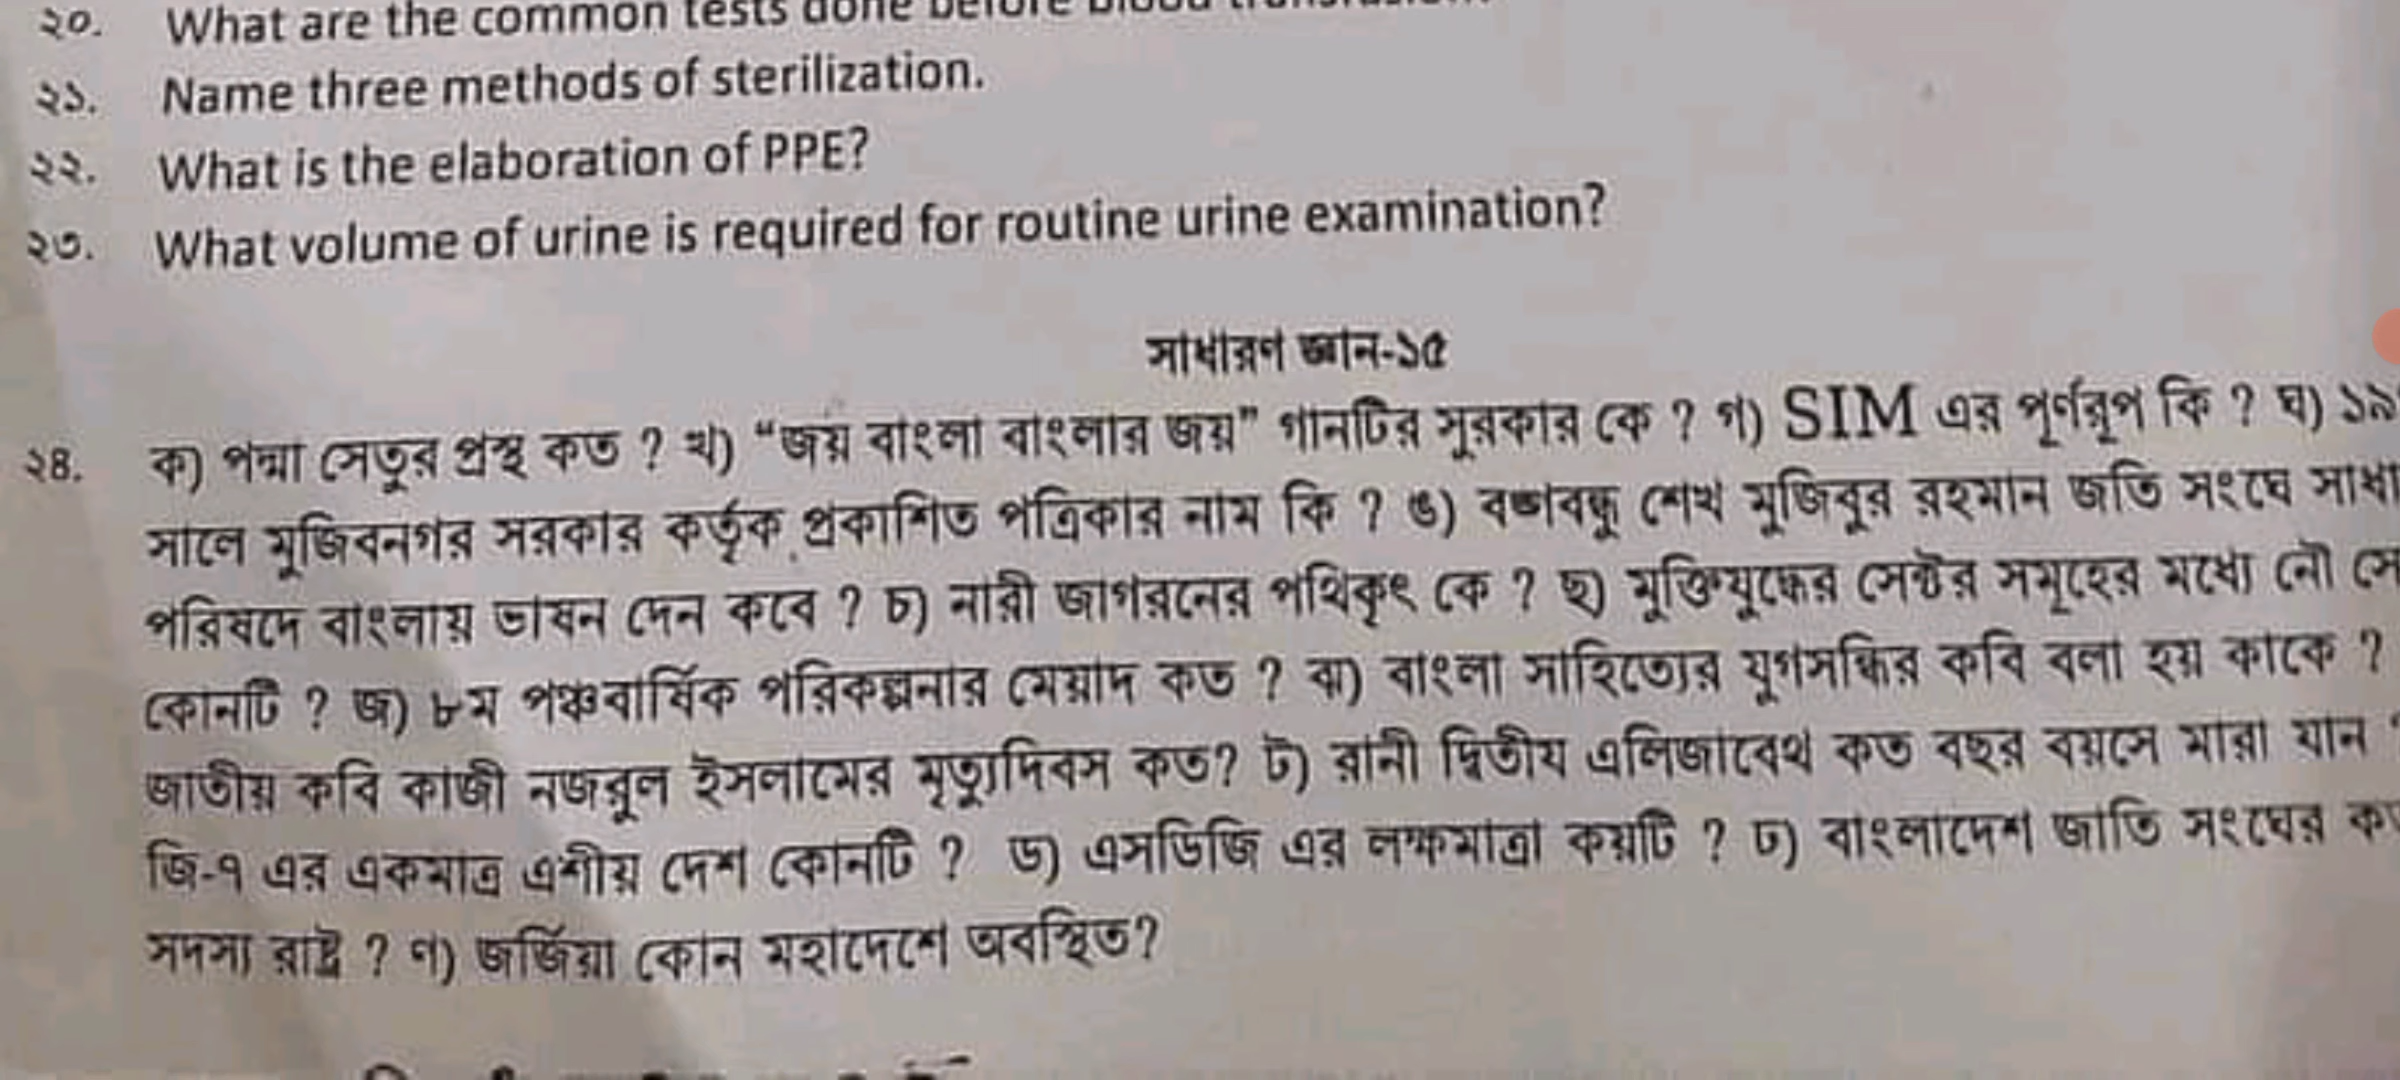 ২০. What are the common tests done before blood
২১. Name three methods of sterilization.
২২. What is the elaboration of PPE?
২৩. What volume of urine is required for routine urine examination?
সাধারণ জ্ঞান-১৫
২৪. ক) পদ্মা সেতুর প্রস্থ কত ? খ) “জয় বাংলা বাংলার জয়” গানটির সুরকার কে ? গ) SIM এর পূর্ণরূপ কি ? ঘ)
সালে মুজিবনগর সরকার কর্তৃক প্রকাশিত পত্রিকার নাম কি ? ঙ) বঙ্গবন্ধু শেখ মুজিবুর রহমান জতি সংঘে
পরিষদে বাংলায় ভাষন দেন কবে ? চ) নারী জাগরনের পথিকৃৎ কে ? ছ) মুক্তিযুদ্ধের সেক্টর সমূহের মধ্যে নৌ
কোনটি ? জ) ৮ম পঞ্চবার্ষিক পরিকল্পনার মেয়াদ কত ? ঝ) বাংলা সাহিত্যের যুগসন্ধির কবি বলা হয় কাকে ?
জাতীয় কবি কাজী নজরুল ইসলামের মৃত্যুদিবস কত? ট) রানী দ্বিতীয় এলিজাবেথ কত বছর বয়সে মারা যান
জি-৭ এর একমাত্র এশীয় দেশ কোনটি ? ড) এসডিজি এর লক্ষমাত্রা কয়টি ? ঢ) বাংলাদেশ জাতি সংঘের
সদস্য রাষ্ট্র ? ণ) জর্জিয়া কোন মহাদেশে অবস্থিত?